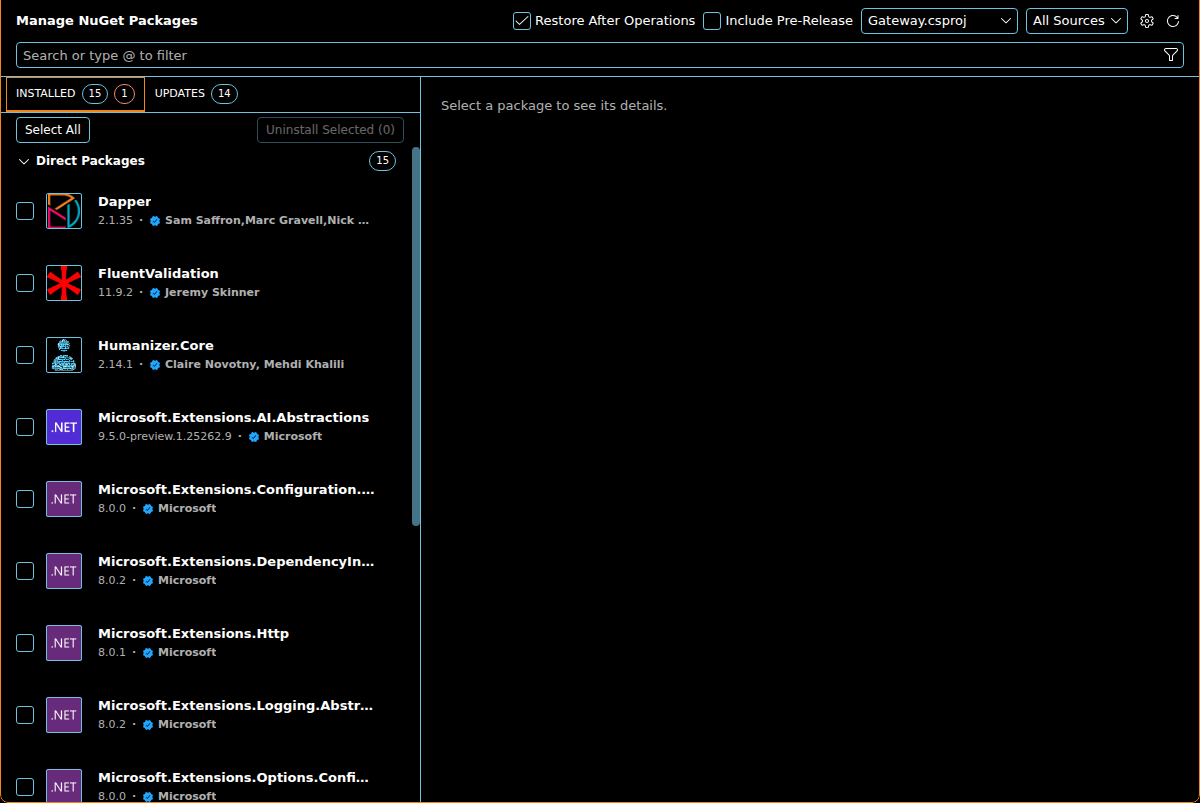 Manage NuGet Packages
Restore After Operations
Include Pre-Release
Gateway.csproj
All Sources
Search or type @ to filter
INSTALLED 15 1 UPDATES 14
Select All
Uninstall Selected (0)
Direct Packages 15
Dapper
2.1.35 · Sam Saffron,Marc Gravell,Nick ...
FluentValidation
11.9.2 · Jeremy Skinner
Humanizer.Core
2.14.1 · Claire Novotny, Mehdi Khalili
.NET
Microsoft.Extensions.AI.Abstractions
9.5.0-preview.1.25262.9 · Microsoft
.NET
Microsoft.Extensions.Configuration....
8.0.0 · Microsoft
.NET
Microsoft.Extensions.DependencyIn...
8.0.2 · Microsoft
.NET
Microsoft.Extensions.Http
8.0.1 · Microsoft
.NET
Microsoft.Extensions.Logging.Abstr...
8.0.2 · Microsoft
.NET
Microsoft.Extensions.Options.Confi...
8.0.0 · Microsoft
Select a package to see its details.